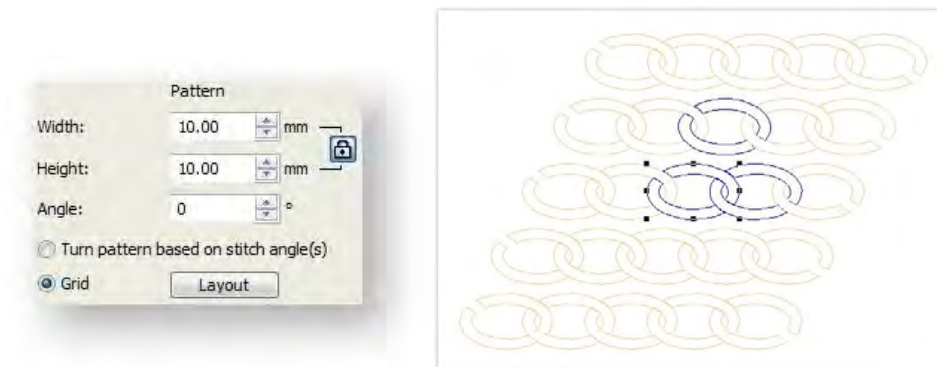 Pattern
Width: 10.00 mm
Height: 10.00 mm
Angle: 0 °
Turn pattern based on stitch angle(s)
Grid Layout